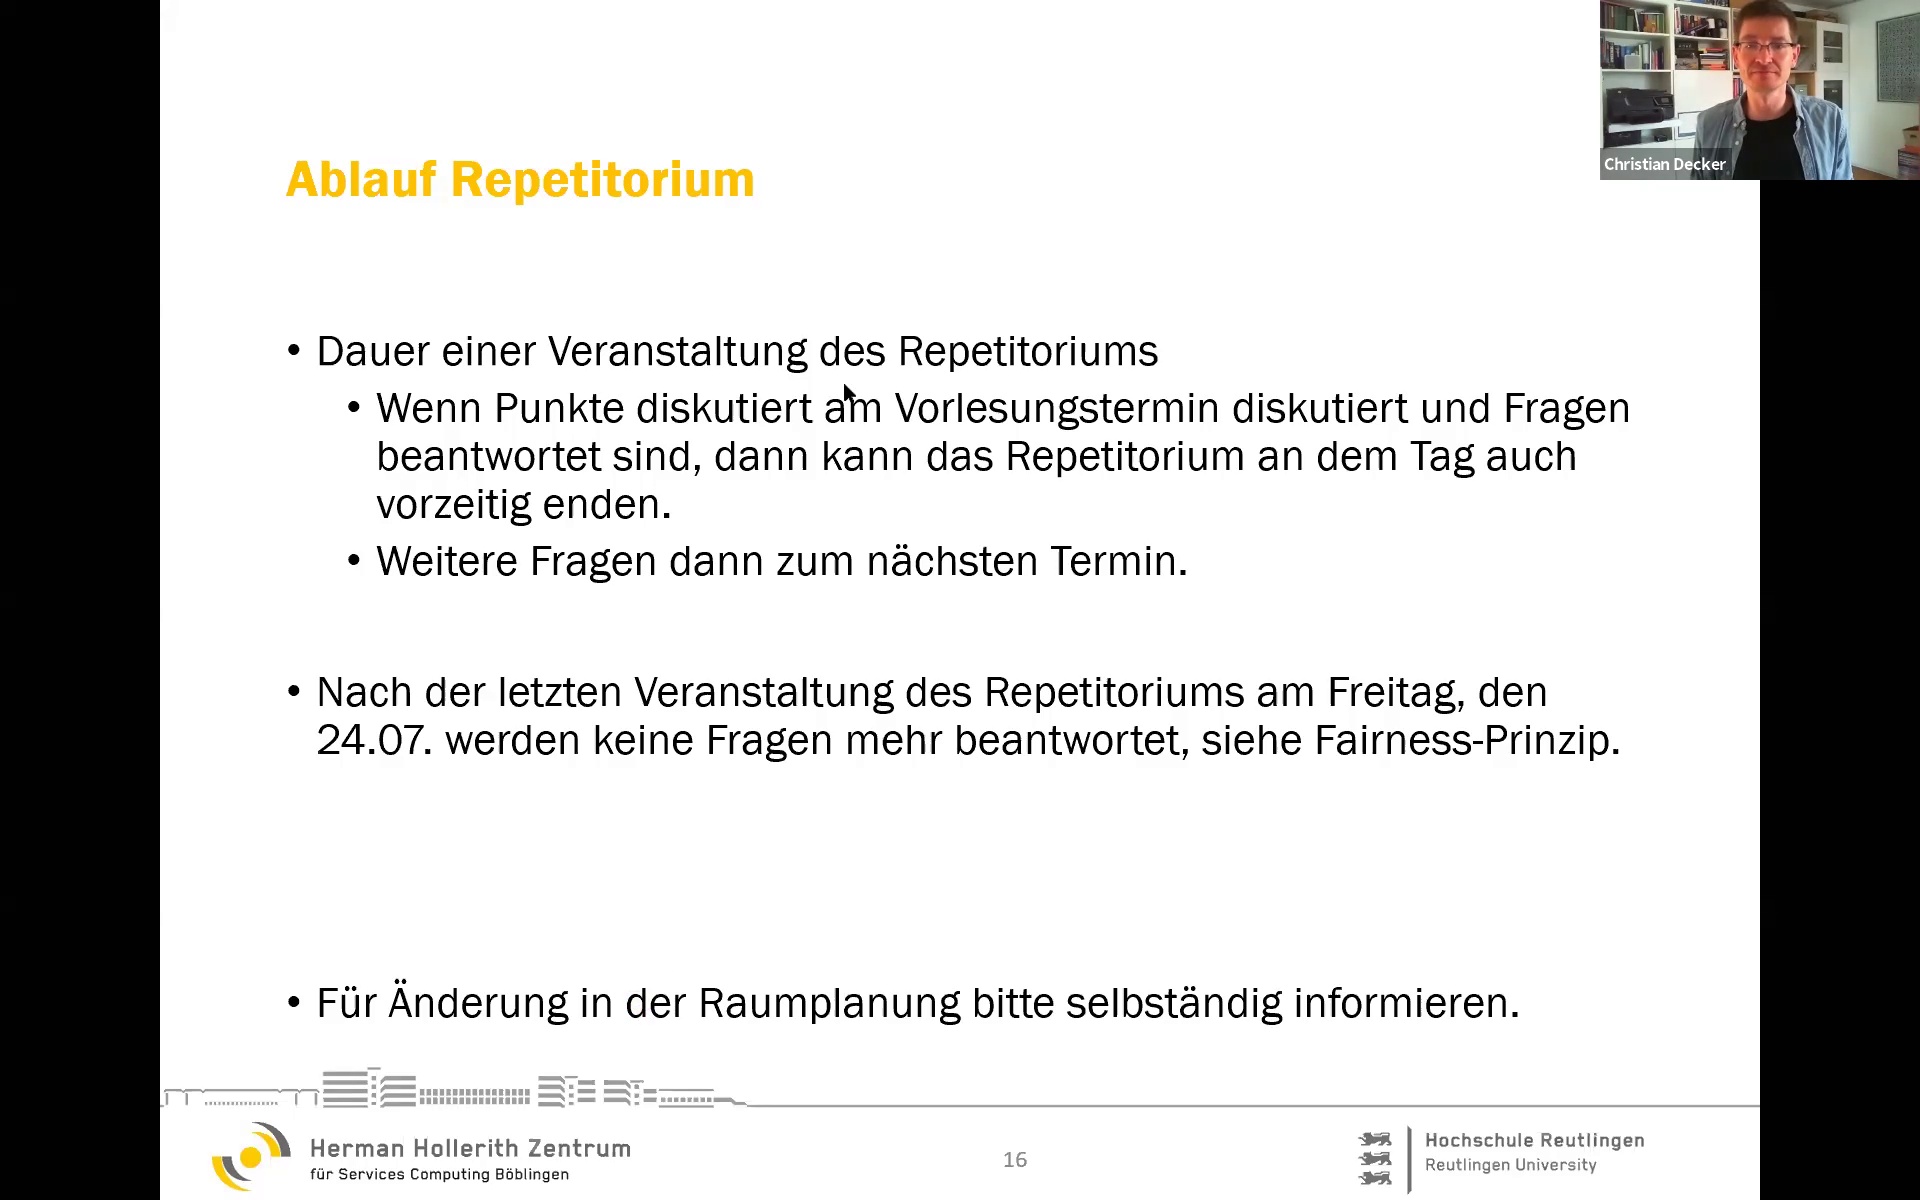 Christian Decker
Ablauf Repetitorium
• Dauer einer Veranstaltung des Repetitoriums
• Wenn Punkte diskutiert am Vorlesungstermin diskutiert und Fragen
beantwortet sind, dann kann das Repetitorium an dem Tag auch
vorzeitig enden.
• Weitere Fragen dann zum nächsten Termin.
• Nach der letzten Veranstaltung des Repetitoriums am Freitag, den
24.07. werden keine Fragen mehr beantwortet, siehe Fairness-Prinzip.
• Für Änderung in der Raumplanung bitte selbständig informieren.
Herman Hollerith Zentrum
für Services Computing Böblingen
16
Hochschule Reutlingen
Reutlingen University